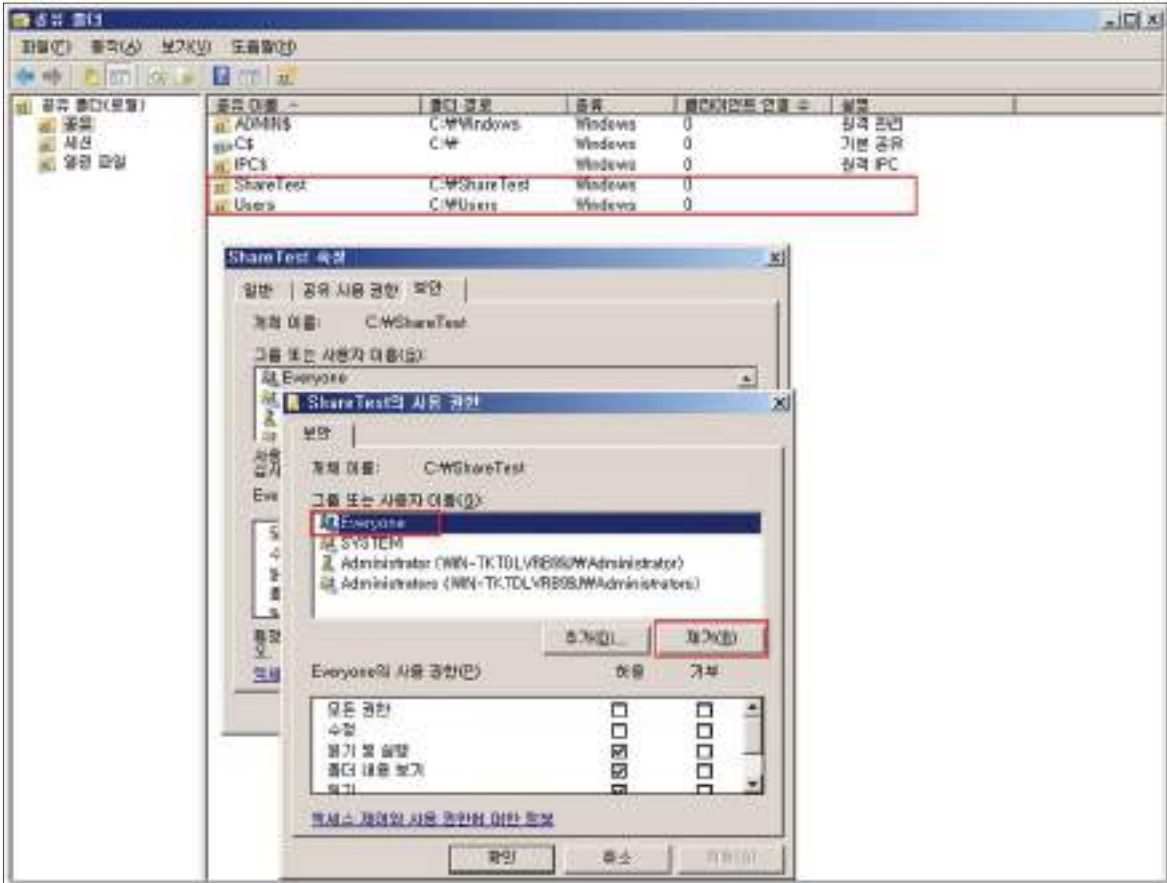 공유 폴더
파일(F) 동작(A) 보기(V) 도움말(H)
공유 폴더(로컬)
공유
세션
열린 파일
공유 이름 폴더 경로 종류 클라이언트 연결 수 설명
ADMIN$ C:\Windows Windows 0 원격 관리
C$ C:\ Windows 0 기본 공유
IPC$ Windows 0 원격 IPC
ShareTest C:\ShareTest Windows 0
Users C:\Users Windows 0
ShareTest 속성
일반 공유 사용 권한 보안
개체 이름: C:\ShareTest
그룹 또는 사용자 이름(G):
Everyone
ShareTest의 사용 권한
보안
개체 이름: C:\ShareTest
그룹 또는 사용자 이름(G):
Everyone
SYSTEM
Administrator (WIN-TKTDLVRB98J\Administrator)
Administrators (WIN-TKTDLVRB98J\Administrators)
추가(D)... 제거(R)
Everyone의 사용 권한(P) 허용 거부
모든 권한
수정
읽기 및 실행
폴더 내용 보기
읽기
액세스 제어와 사용 권한에 대한 정보
확인 취소 적용(A)